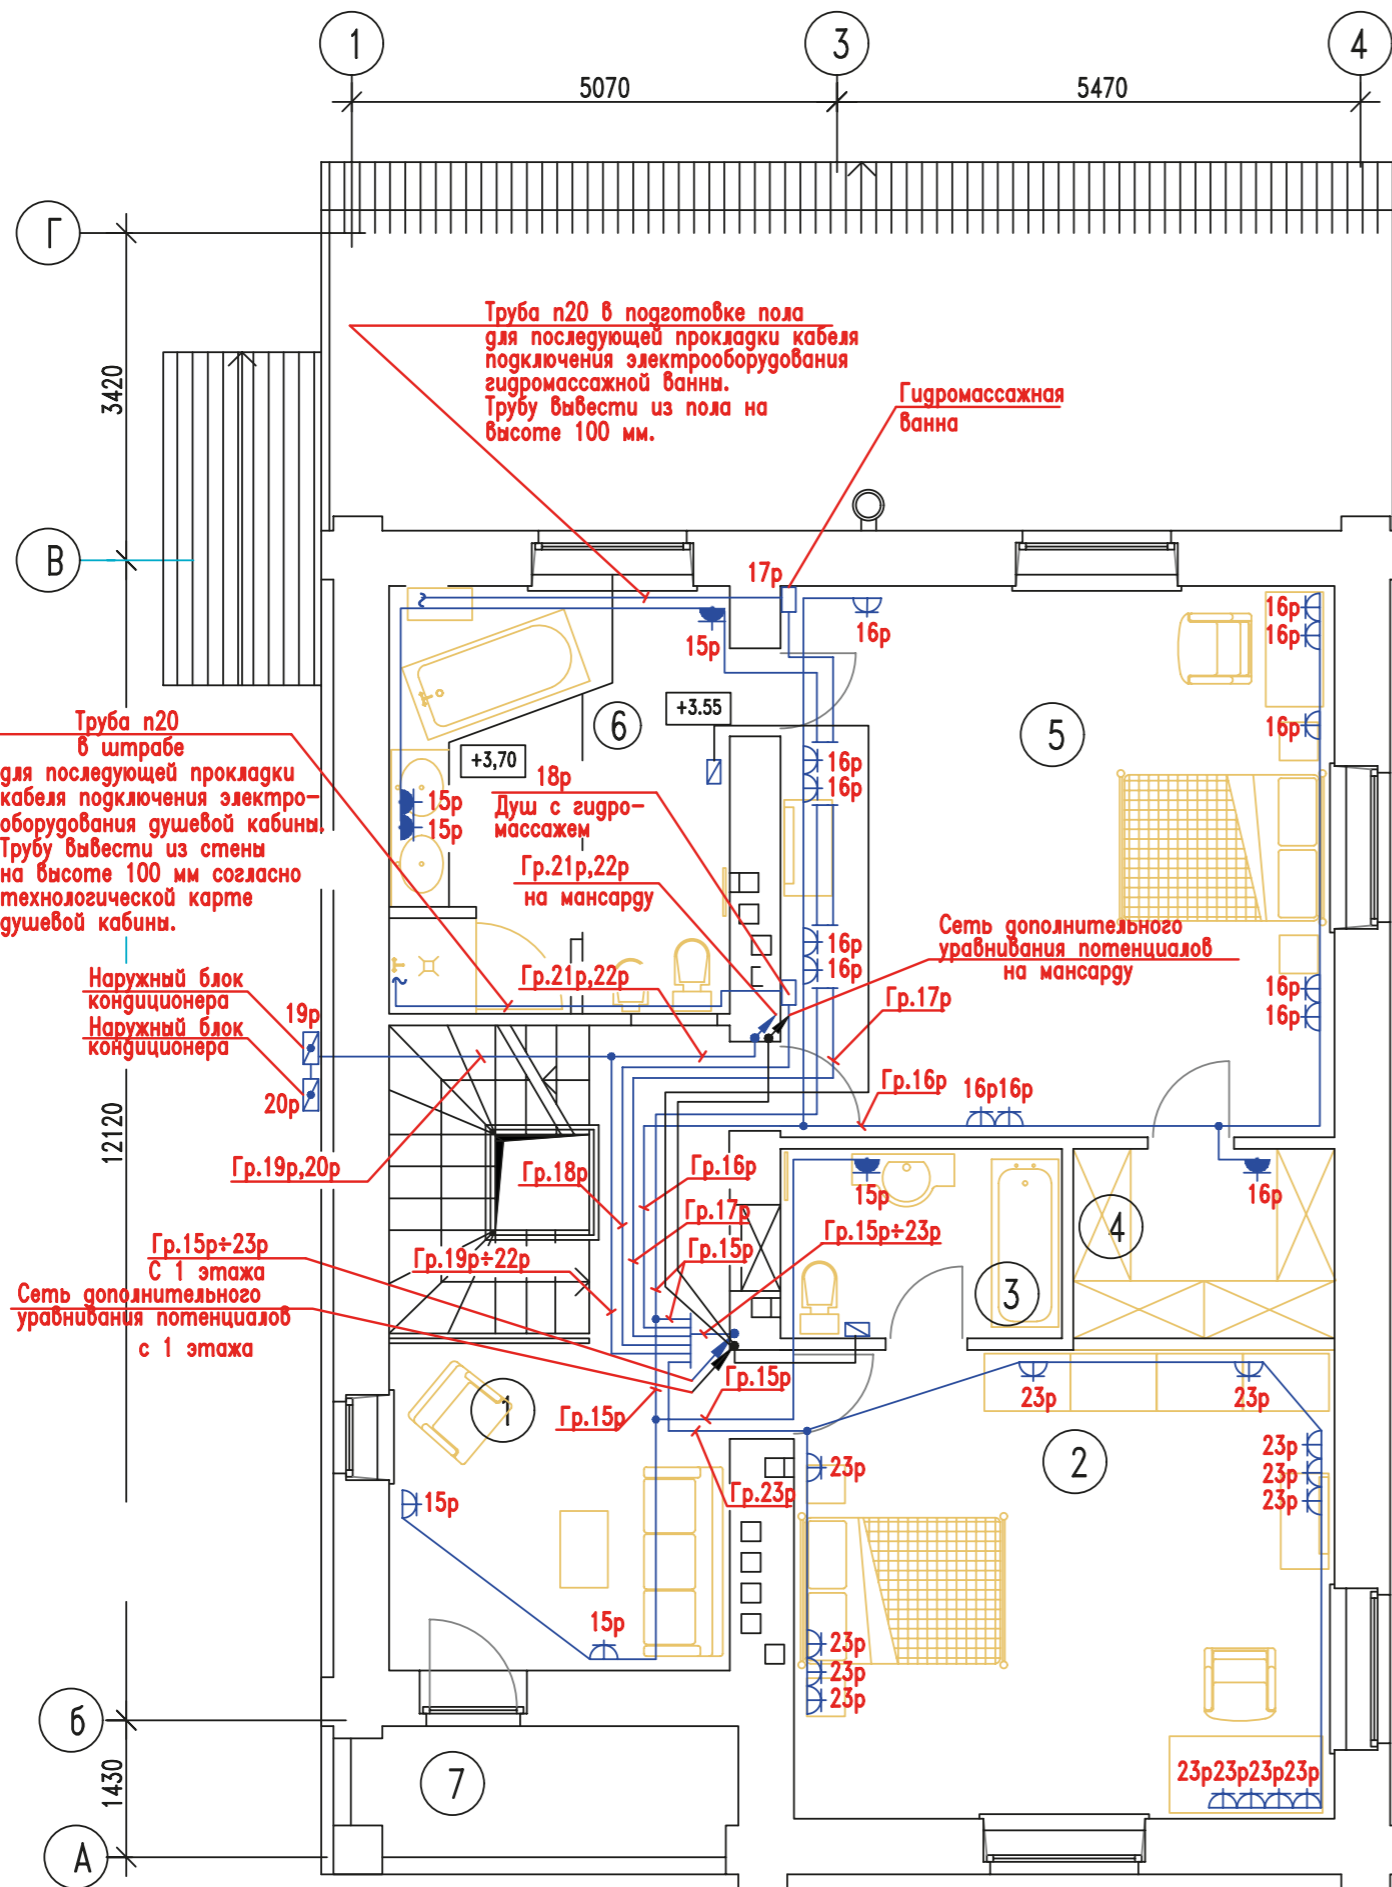 1
3
4
5070
5470
Г
3420
Труба п20 в подготовке пола
для последующей прокладки кабеля
подключения электрооборудования
гидромассажной ванны.
Трубу вывести из пола на
высоте 100 мм.
Гидромассажная
ванна
В
17р
15р
16р
16р
16р
16р
6
+3.55
5
+3,70
Труба п20
в штрабе
для последующей прокладки
кабеля подключения электро-
оборудования душевой кабины.
Трубу вывести из стены
на высоте 100 мм согласно
технологической карте
душевой кабины.
15р
15р
18р
Душ с гидро-
массажем
16р
16р
Гр.21р,22р
на мансарду
Сеть дополнительного
уравнивания потенциалов
на мансарду
16р
16р
Гр.21р,22р
Гр.17р
16р
16р
Наружный блок
кондиционера
Наружный блок
кондиционера
19р
20р
12120
Гр.16р
16р16р
Гр.19р,20р
Гр.18р
Гр.16р
Гр.17р
Гр.15р
15р
16р
4
3
Гр.15р÷23р
Гр.15р÷23р
С 1 этажа
Гр.19р÷22р
Сеть дополнительного
уравнивания потенциалов
с 1 этажа
Гр.15р
Гр.15р
1
23р
23р
2
23р
23р
23р
23р
Гр.23р
15р
15р
23р
23р
23р
б
1430
7
23р23р23р23р
А